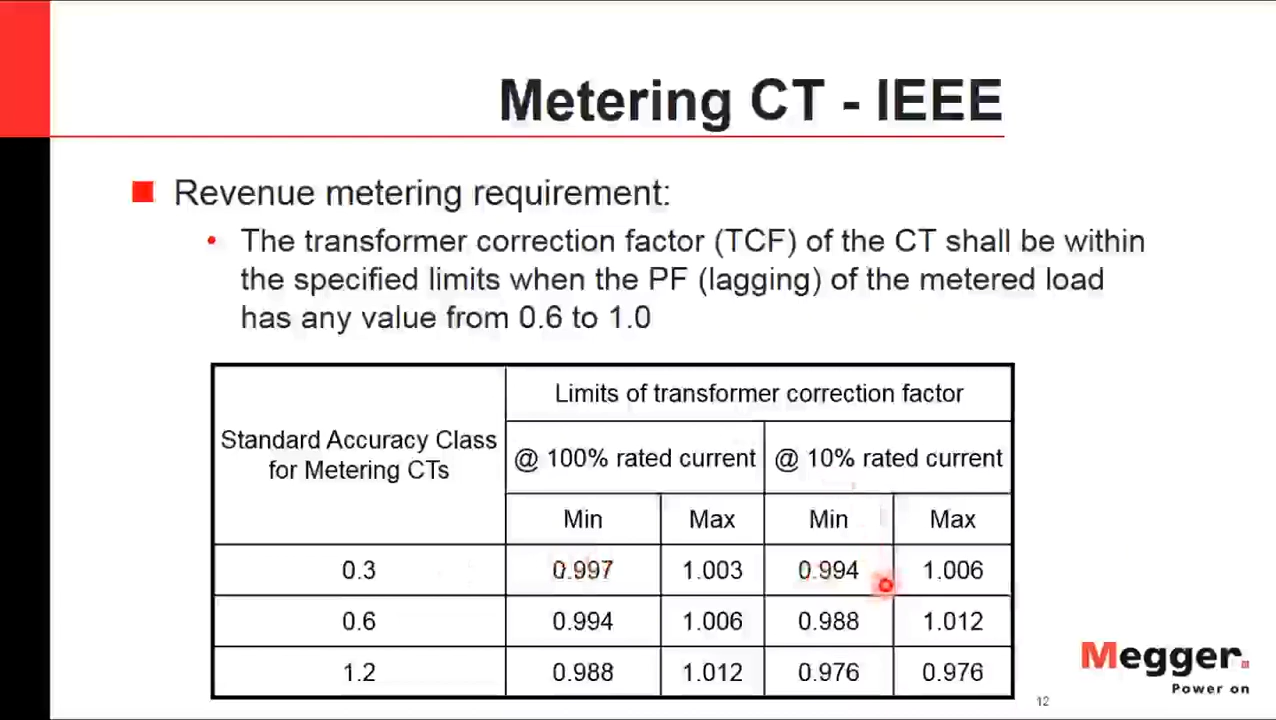 Metering CT - IEEE
Revenue metering requirement:
The transformer correction factor (TCF) of the CT shall be within
the specified limits when the PF (lagging) of the metered load
has any value from 0.6 to 1.0
Standard Accuracy Class
for Metering CTs
Limits of transformer correction factor
@ 100% rated current
@ 10% rated current
Min
Max
Min
Max
0.3
0.997
1.003
0.994
1.006
0.6
0.994
1.006
0.988
1.012
1.2
0.988
1.012
0.976
0.976
Megger.
Power on
12